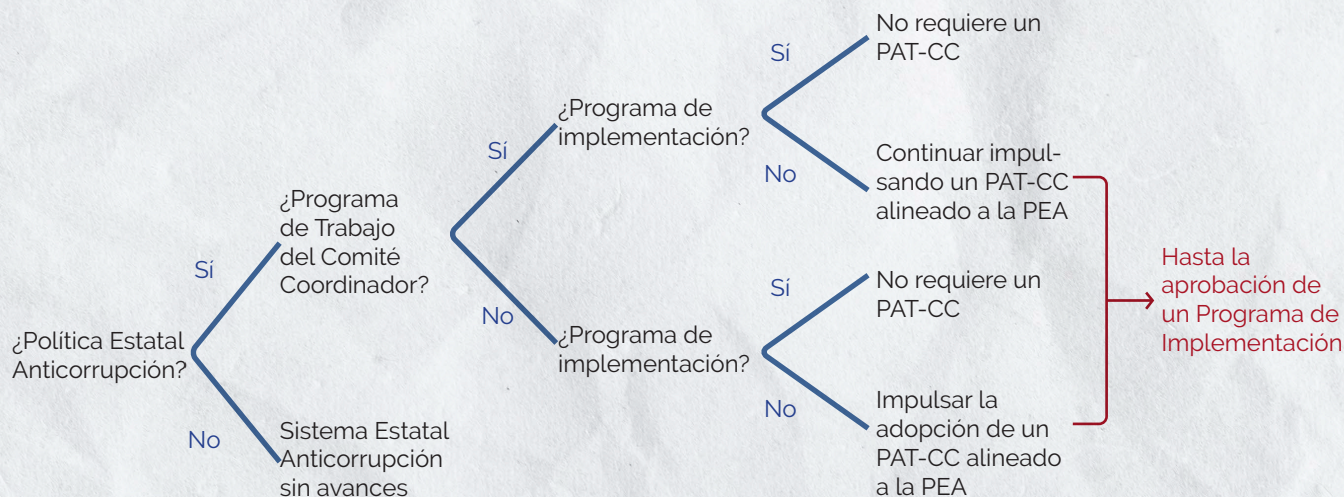 ¿Política Estatal
Anticorrupción?
Sí
No
¿Programa
de Trabajo
del Comité
Coordinador?
Sistema Estatal
Anticorrupción
sin avances
Sí
No
¿Programa de
implementación?
Sí
No
No requiere un
PAT-CC
Continuar impul-
sando un PAT-CC
alineado a la PEA
¿Programa de
implementación?
Sí
No
No requiere un
PAT-CC
Impulsar la
adopción de un
PAT-CC alineado
a la PEA
Hasta la
aprobación de
un Programa de
Implementación